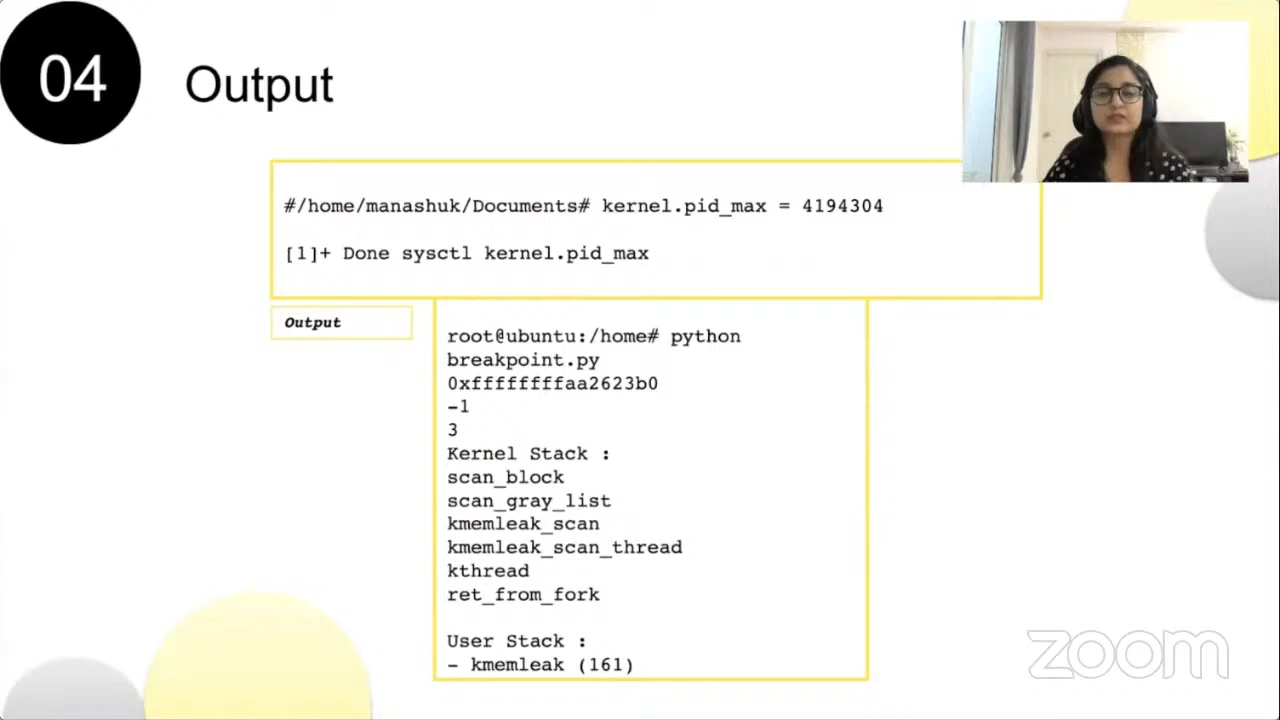 04
Output
#/home/manashuk/Documents# kernel.pid_max = 4194304
[1]+ Done sysctl kernel.pid_max
Output
root@ubuntu:/home# python
breakpoint.py
0xffffffffaa2623b0
-1
3
Kernel Stack :
scan_block
scan_gray_list
kmemleak_scan
kmemleak_scan_thread
kthread
ret_from_fork
User Stack :
- kmemleak (161)
zoom